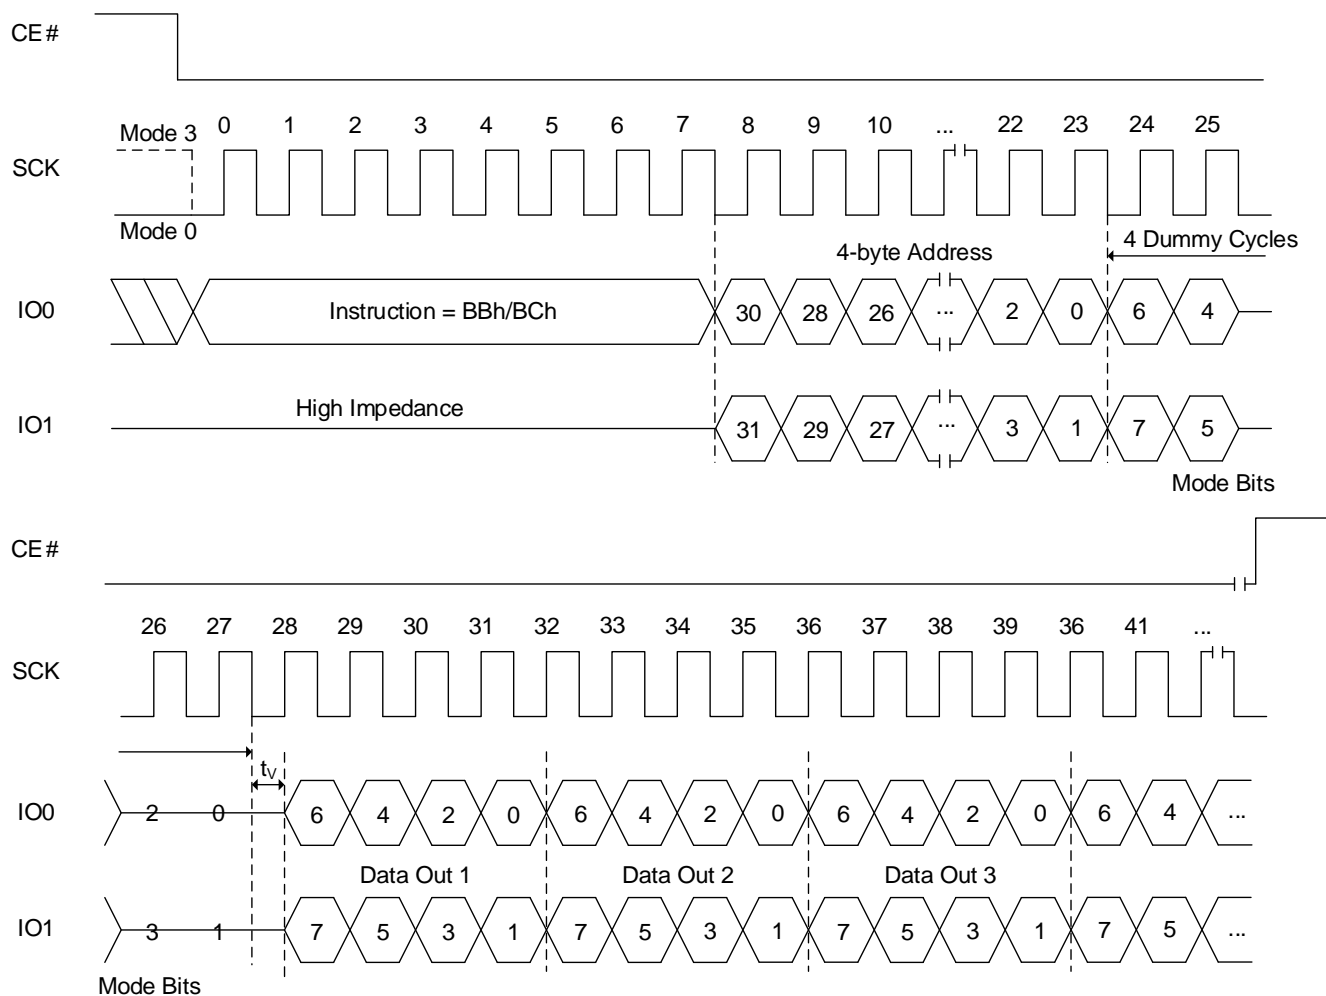 CE#
Mode 3 0 1 2 3 4 5 6 7 8 9 10 ... 22 23 24 25
SCK
Mode 0
4-byte Address 4 Dummy Cycles
IO0 Instruction = BBh/BCh 30 28 26 ... 2 0 6 4
High Impedance
IO1 31 29 27 ... 3 1 7 5
Mode Bits
CE#
26 27 28 29 30 31 32 33 34 35 36 37 38 39 36 41 ...
SCK
tV
IO0 2 0 6 4 2 0 6 4 2 0 6 4 2 0 6 4 ...
Data Out 1 Data Out 2 Data Out 3
IO1 3 1 7 5 3 1 7 5 3 1 7 5 3 1 7 5 ...
Mode Bits